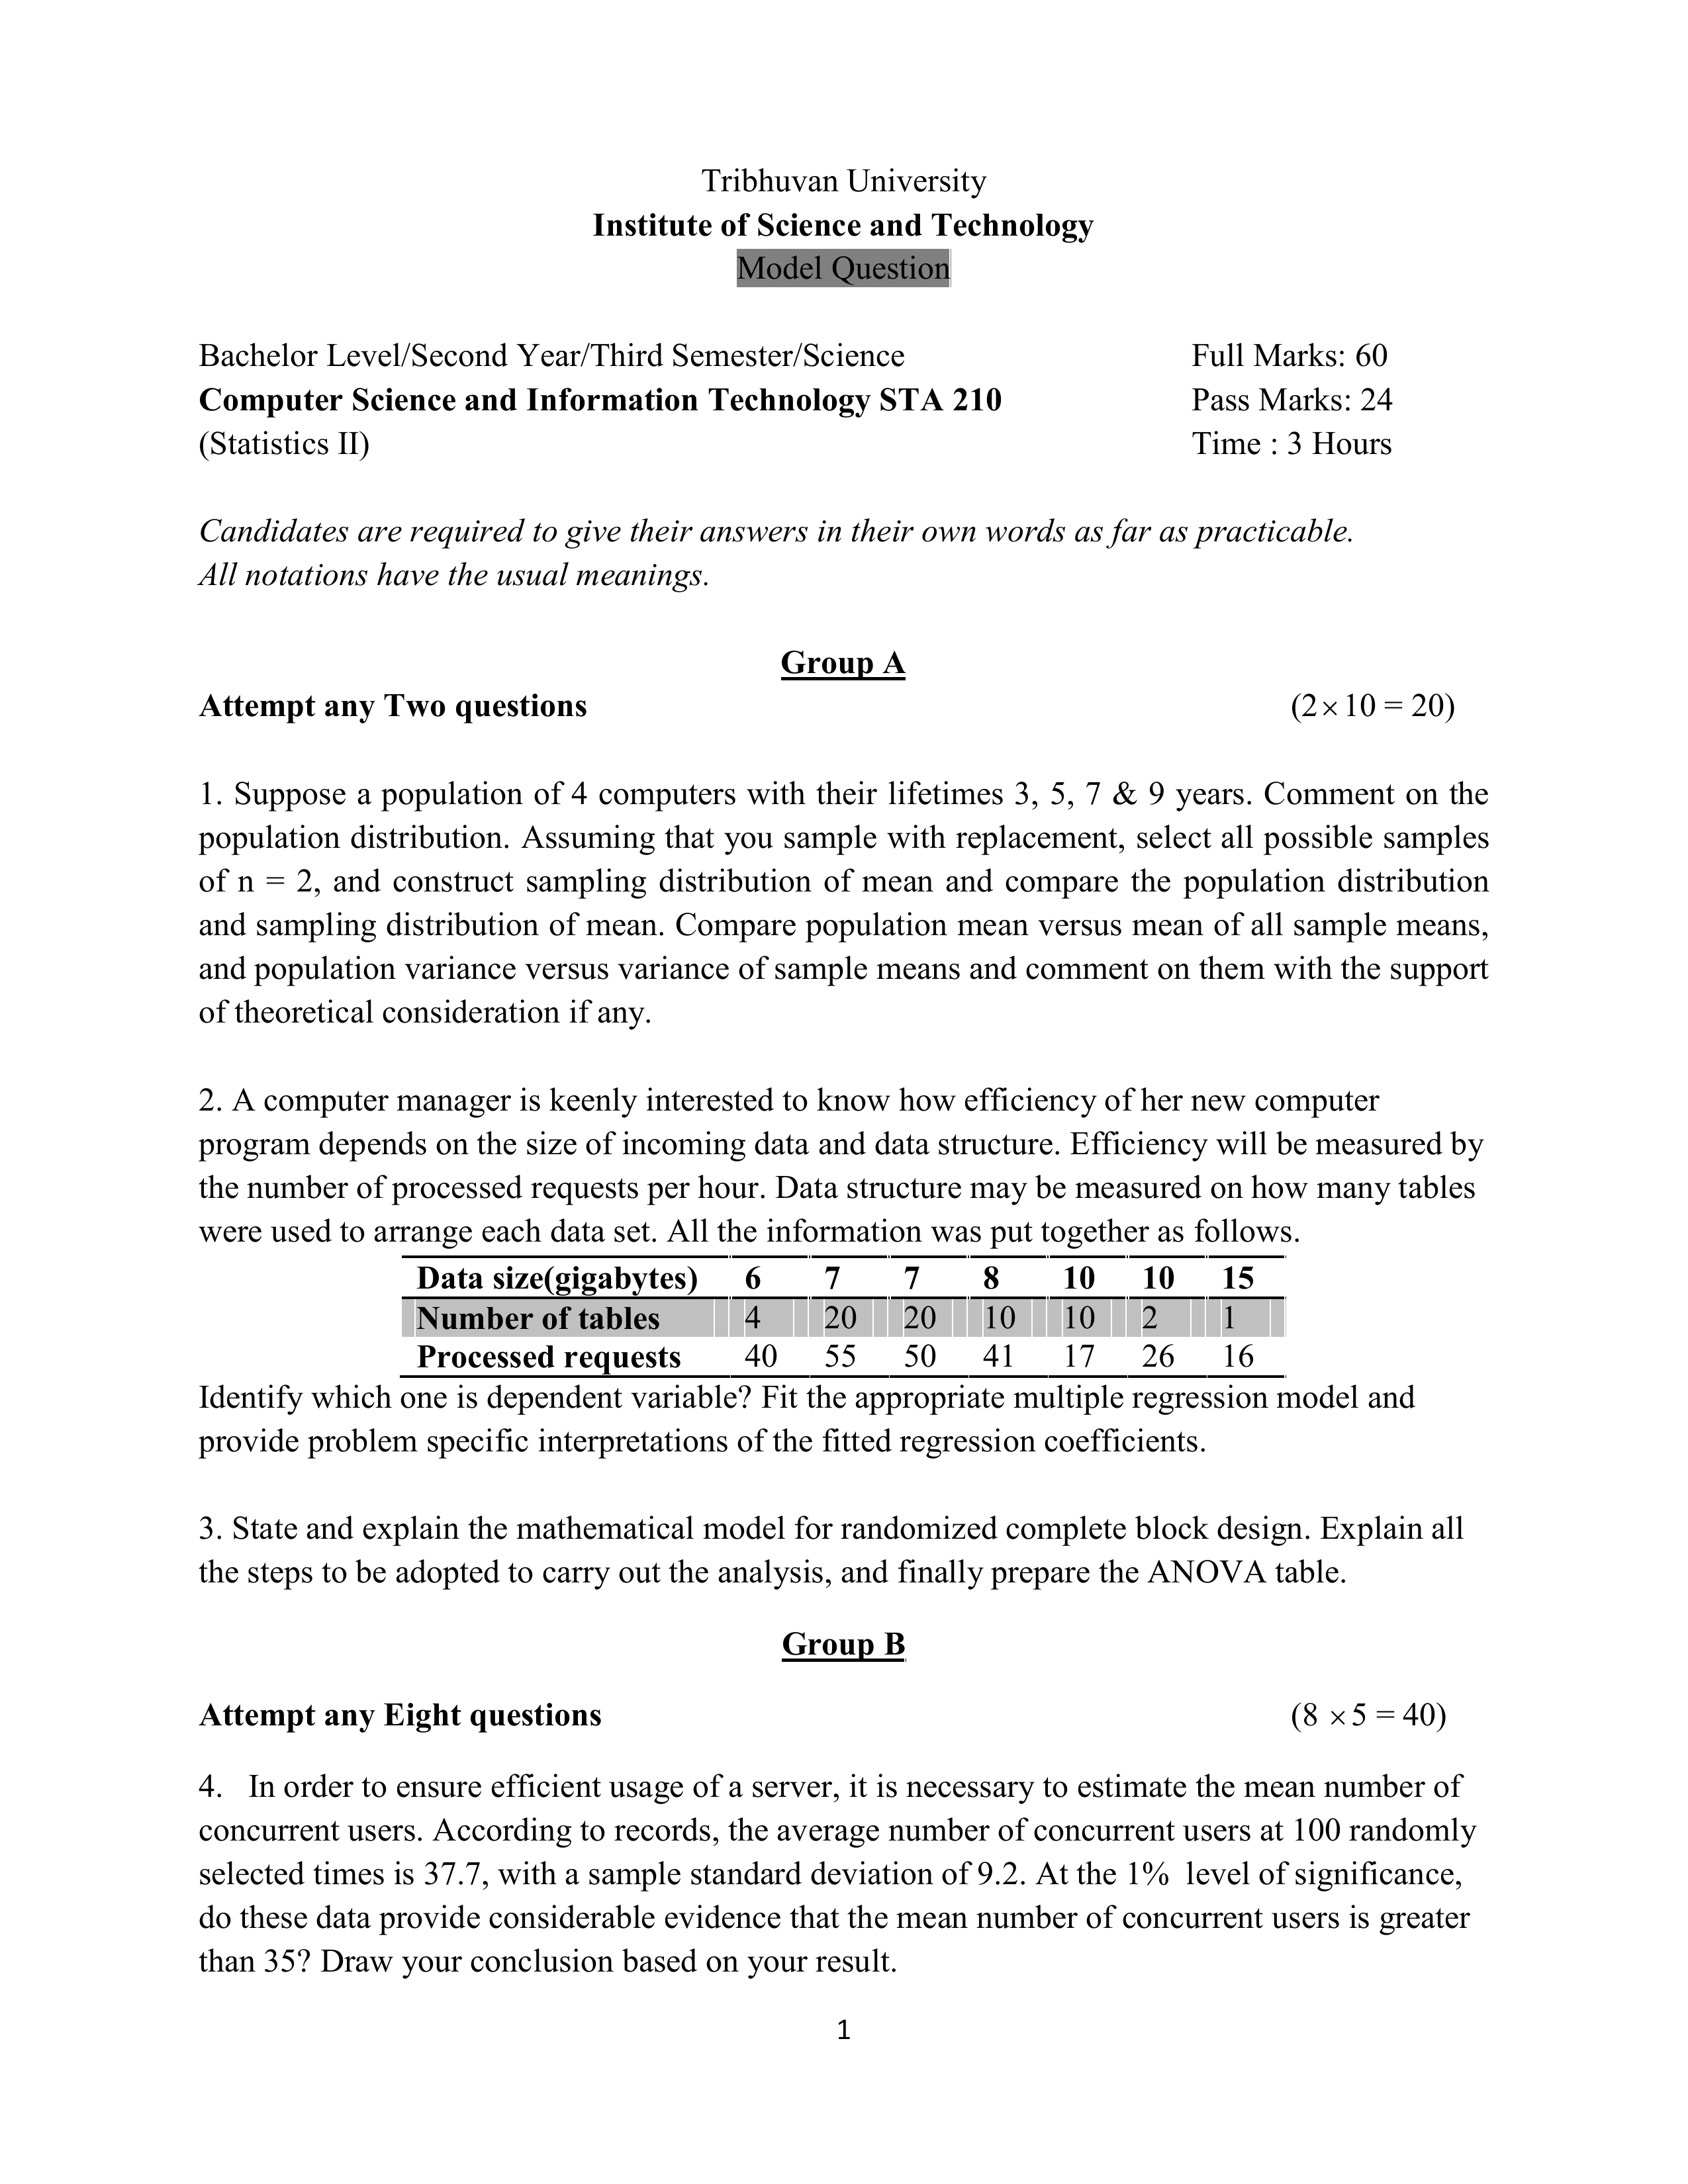 Tribhuvan University
Institute of Science and Technology
Model Question
Bachelor Level/Second Year/Third Semester/Science Full Marks: 60
Computer Science and Information Technology STA 210 Pass Marks: 24
(Statistics II) Time : 3 Hours
Candidates are required to give their answers in their own words as far as practicable.
All notations have the usual meanings.
Group A
Attempt any Two questions (2×10 = 20)
1. Suppose a population of 4 computers with their lifetimes 3, 5, 7 & 9 years. Comment on the
population distribution. Assuming that you sample with replacement, select all possible samples
of n = 2, and construct sampling distribution of mean and compare the population distribution
and sampling distribution of mean. Compare population mean versus mean of all sample means,
and population variance versus variance of sample means and comment on them with the support
of theoretical consideration if any.
2. A computer manager is keenly interested to know how efficiency of her new computer
program depends on the size of incoming data and data structure. Efficiency will be measured by
the number of processed requests per hour. Data structure may be measured on how many tables
were used to arrange each data set. All the information was put together as follows.
Data size(gigabytes) 6 7 7 8 10 10 15
Number of tables 4 20 20 10 10 2 1
Processed requests 40 55 50 41 17 26 16
Identify which one is dependent variable? Fit the appropriate multiple regression model and
provide problem specific interpretations of the fitted regression coefficients.
3. State and explain the mathematical model for randomized complete block design. Explain all
the steps to be adopted to carry out the analysis, and finally prepare the ANOVA table.
Group B
Attempt any Eight questions (8 ×5 = 40)
4. In order to ensure efficient usage of a server, it is necessary to estimate the mean number of
concurrent users. According to records, the average number of concurrent users at 100 randomly
selected times is 37.7, with a sample standard deviation of 9.2. At the 1% level of significance,
do these data provide considerable evidence that the mean number of concurrent users is greater
than 35? Draw your conclusion based on your result.
1